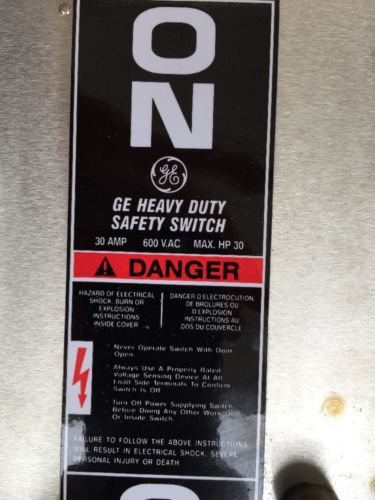 O
N
GE
GE HEAVY DUTY
SAFETY SWITCH
30 AMP 600 V.AC MAX. HP 30
DANGER
HAZARD OF ELECTRICAL
SHOCK, BURN OR
EXPLOSION
INSTRUCTIONS
INSIDE COVER
DANGER D ELECTROCUTION,
DE BROLURES OU
D EXPLOSION
INSTRUCTIONS AU
DOS DU COUVERCLE
· Never Operate Switch With Door
Open
· Always Use A Properly Rated
Voltage Sensing Device At All
Load Side Terminals To Confirm
Switch Is Off
· Turn Off Power Supplying Switch
Before Doing Any Other Work On
Or Inside Switch
FAILURE TO FOLLOW THE ABOVE INSTRUCTIONS
WILL RESULT IN ELECTRICAL SHOCK, SEVERE
PERSONAL INJURY OR DEATH